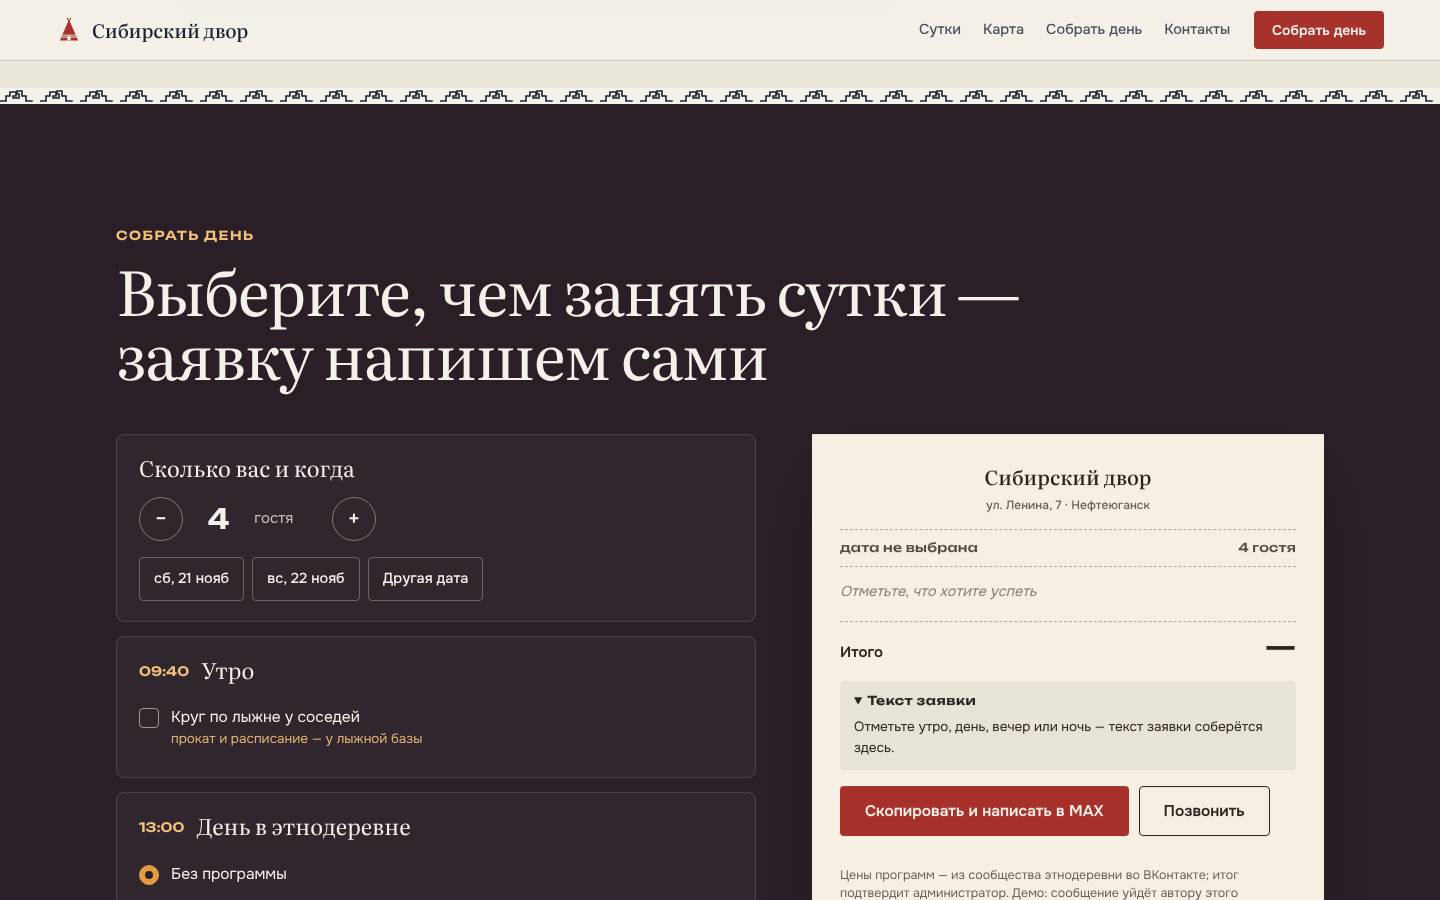 Сибирский двор
Сутки
Карта
Собрать день
Контакты
Собрать день
СОБРАТЬ ДЕНЬ
Выберите, чем занять сутки —
заявку напишем сами
Сколько вас и когда
− 4 гостя +
сб, 21 нояб
вс, 22 нояб
Другая дата
09:40 Утро
Круг по лыжне у соседей
прокат и расписание — у лыжной базы
13:00 День в этнодеревне
Без программы
Сибирский двор
ул. Ленина, 7 · Нефтеюганск
дата не выбрана 4 гостя
Отметьте, что хотите успеть
Итого —
▾ Текст заявки
Отметьте утро, день, вечер или ночь — текст заявки соберётся
здесь.
Скопировать и написать в MAX
Позвонить
Цены программ — из сообщества этнодеревни во ВКонтакте; итог
подтвердит администратор. Демо: сообщение уйдёт автору этого